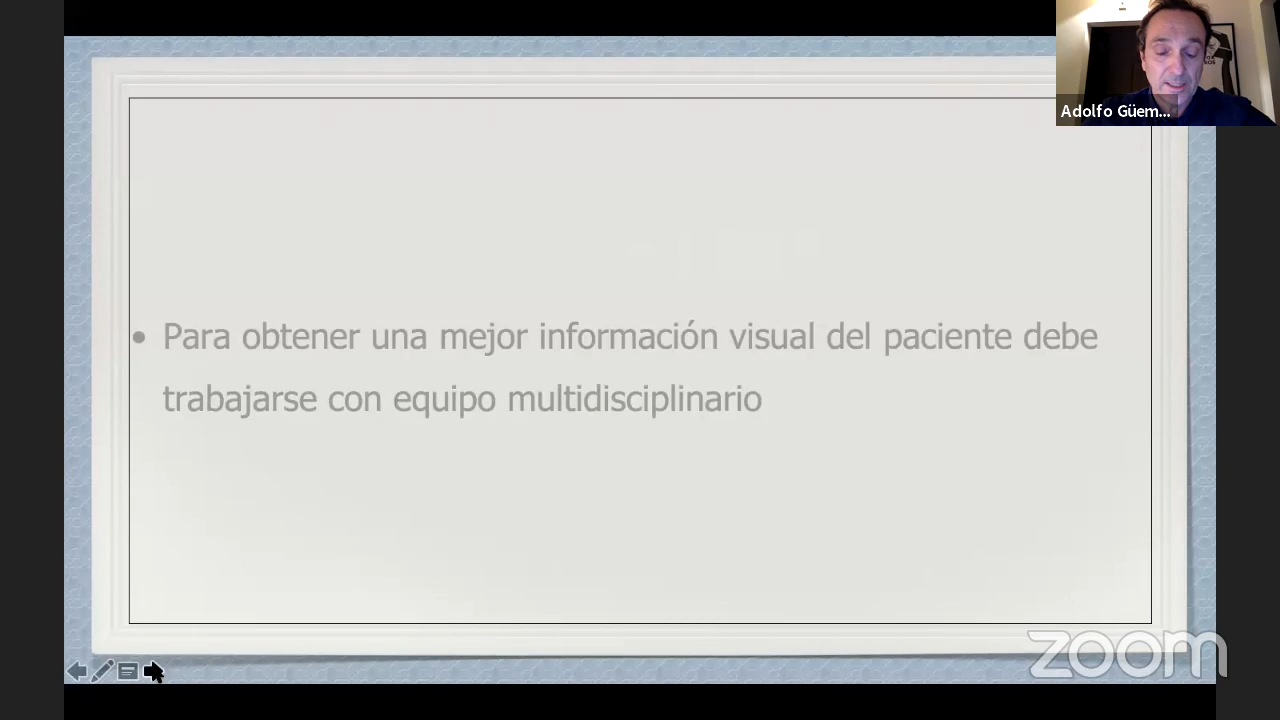 Adolfo Güem...
• Para obtener una mejor información visual del paciente debe
trabajarse con equipo multidisciplinario
zoom